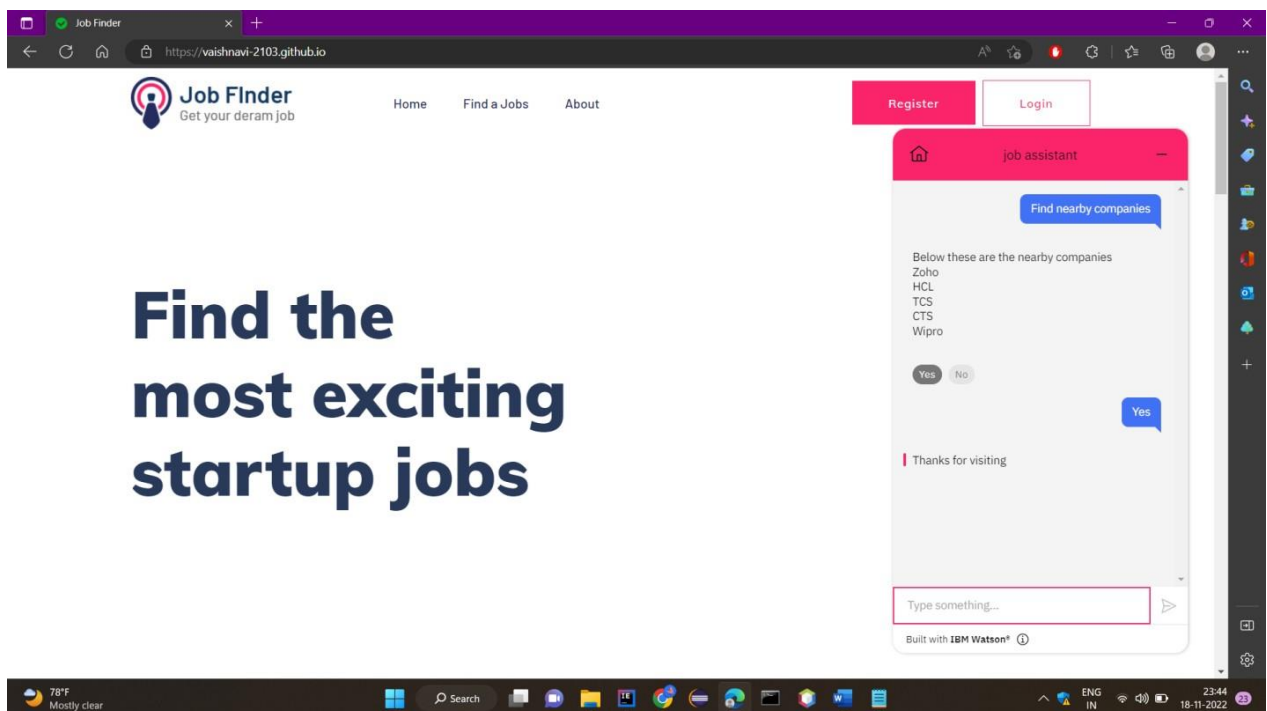 Job Finder
https://vaishnavi-2103.github.io
Job FInder
Get your deram job
Home Find a Jobs About
Register Login
job assistant
Find nearby companies
Below these are the nearby companies
Zoho
HCL
TCS
CTS
Wipro
Yes No
Yes
Thanks for visiting
Find the
most exciting
startup jobs
Type something...
Built with IBM Watson®
78°F
Mostly clear
Search
ENG
IN
23:44
18-11-2022
23